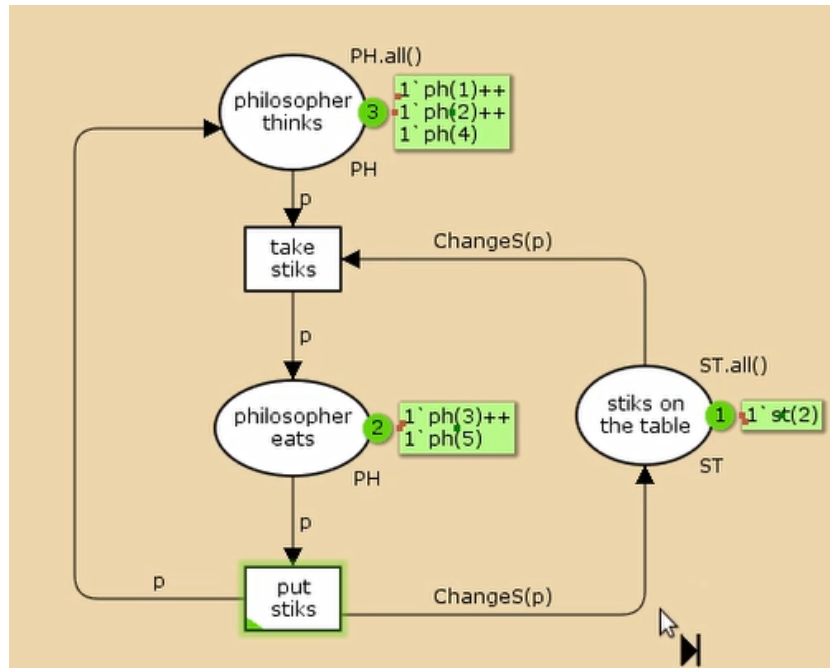 PH.all()
philosopher
thinks
3
1`ph(1)++
1`ph(2)++
1`ph(4)
PH
p
take
stiks
ChangeS(p)
p
ST.all()
philosopher
eats
2
1`ph(3)++
1`ph(5)
stiks on
the table
1
1`st(2)
PH
ST
p
p
put
stiks
ChangeS(p)